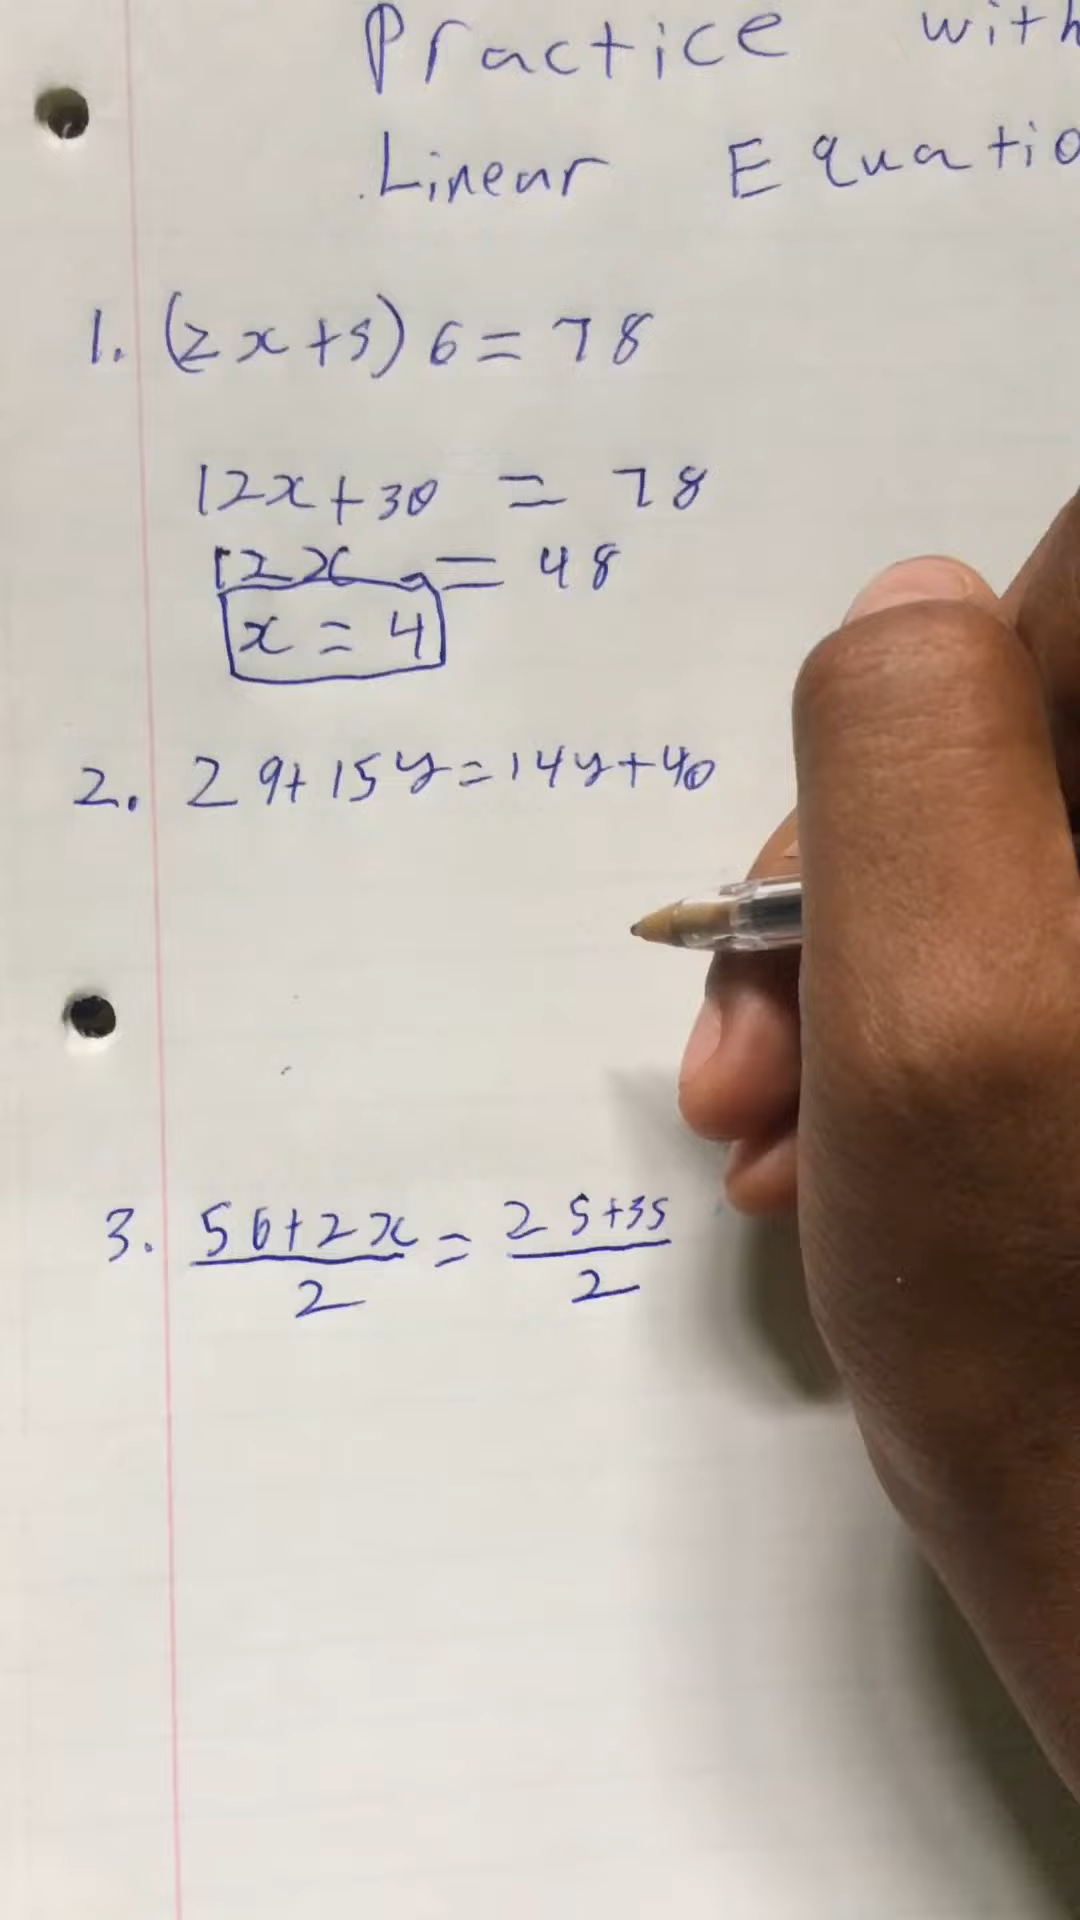 Practice with
Linear Equatio
1. (2x+5)6=78
12x+30 = 78
12x = 48
x = 4
2. 29+15y=14y+40
3. 56+2x/2 = 25+35/2